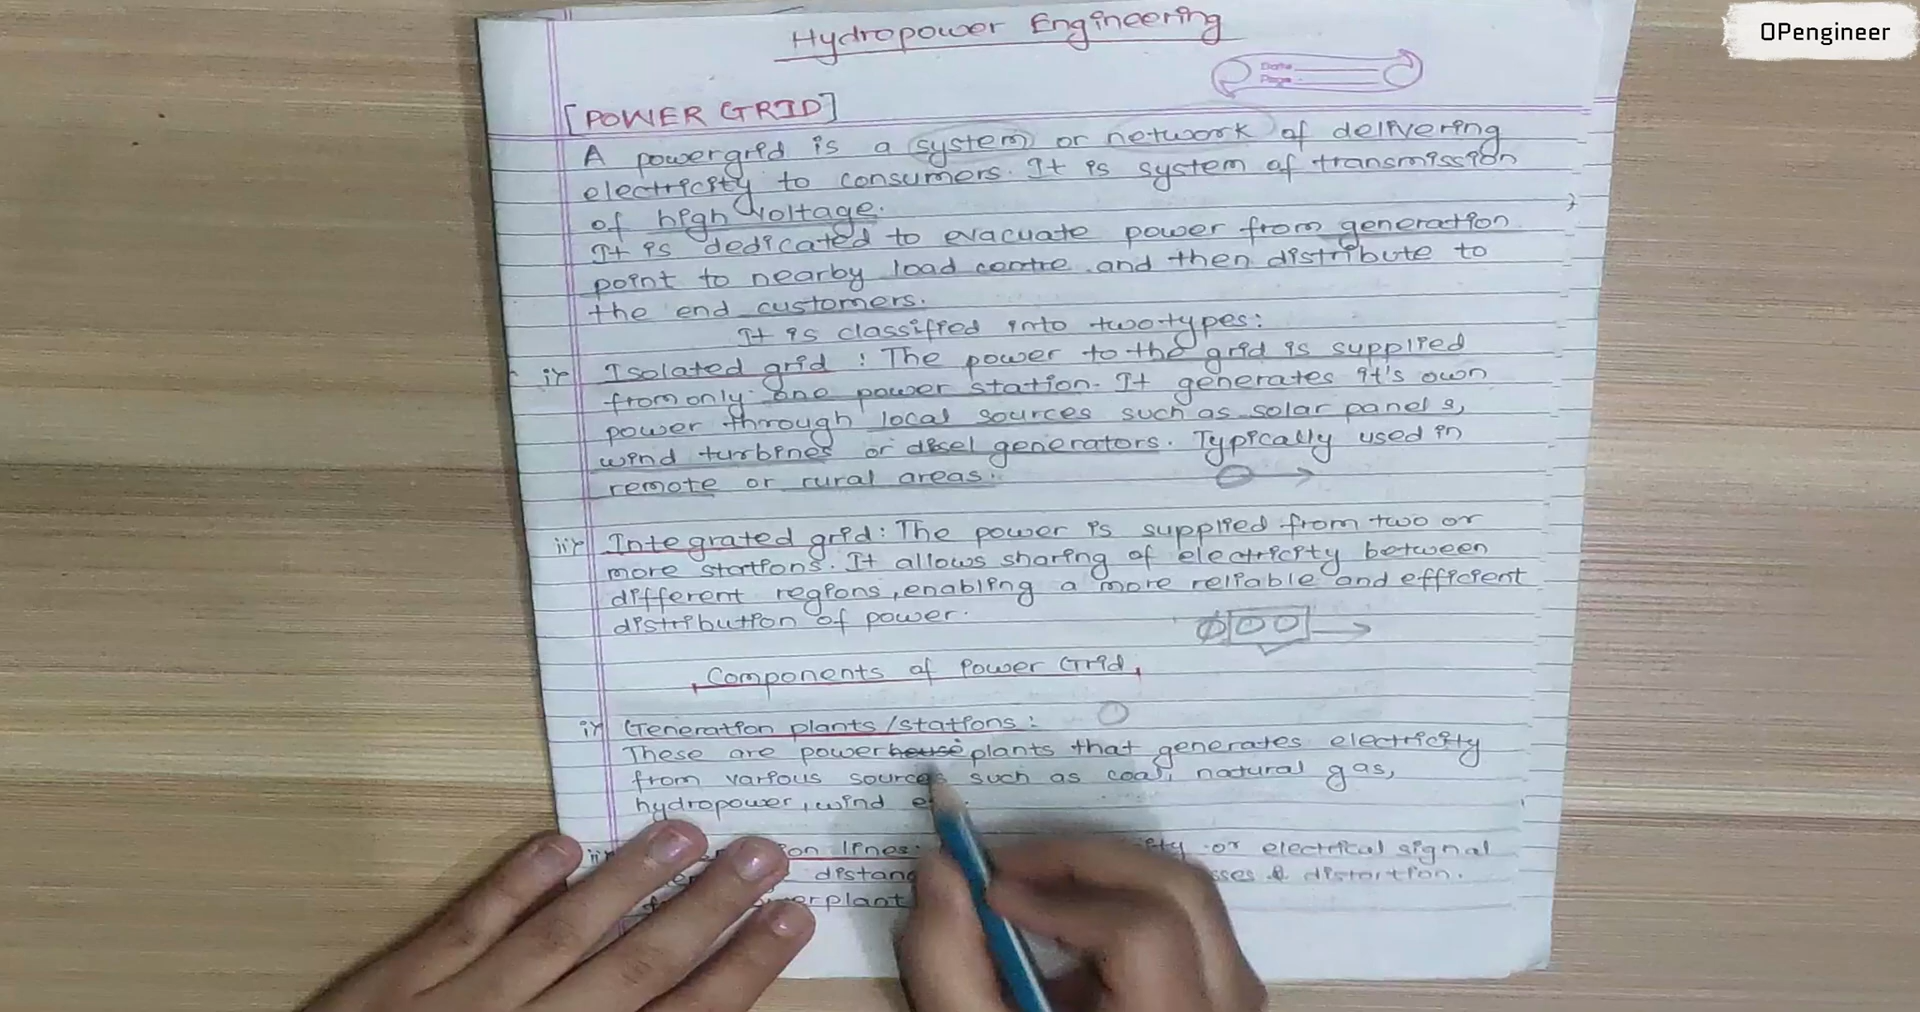 OPengineer
Hydropower Engineering
Date
Page
[POWER GRID]
A powergrid is a system or network of delivering
electricity to consumers. It is system of transmission
of high voltage.
It is dedicated to evacuate power from generation
point to nearby load centre and then distribute to
the end customers.
It is classified into two types:
i) Isolated grid : The power to the grid is supplied
from only one power station. It generates it's own
power through local sources such as solar panels,
wind turbines or disel generators. Typically used in
remote or rural areas.
ii) Integrated grid: The power is supplied from two or
more stations. It allows sharing of electricity between
different regions, enabling a more reliable and efficient
distribution of power.
Components of Power Grid,
i) Generation plants/stations:
These are powerhouse plants that generates electricity
from various sources such as coal, natural gas,
hydropower, wind
ii) lines: or electrical signal
distortion.
plant